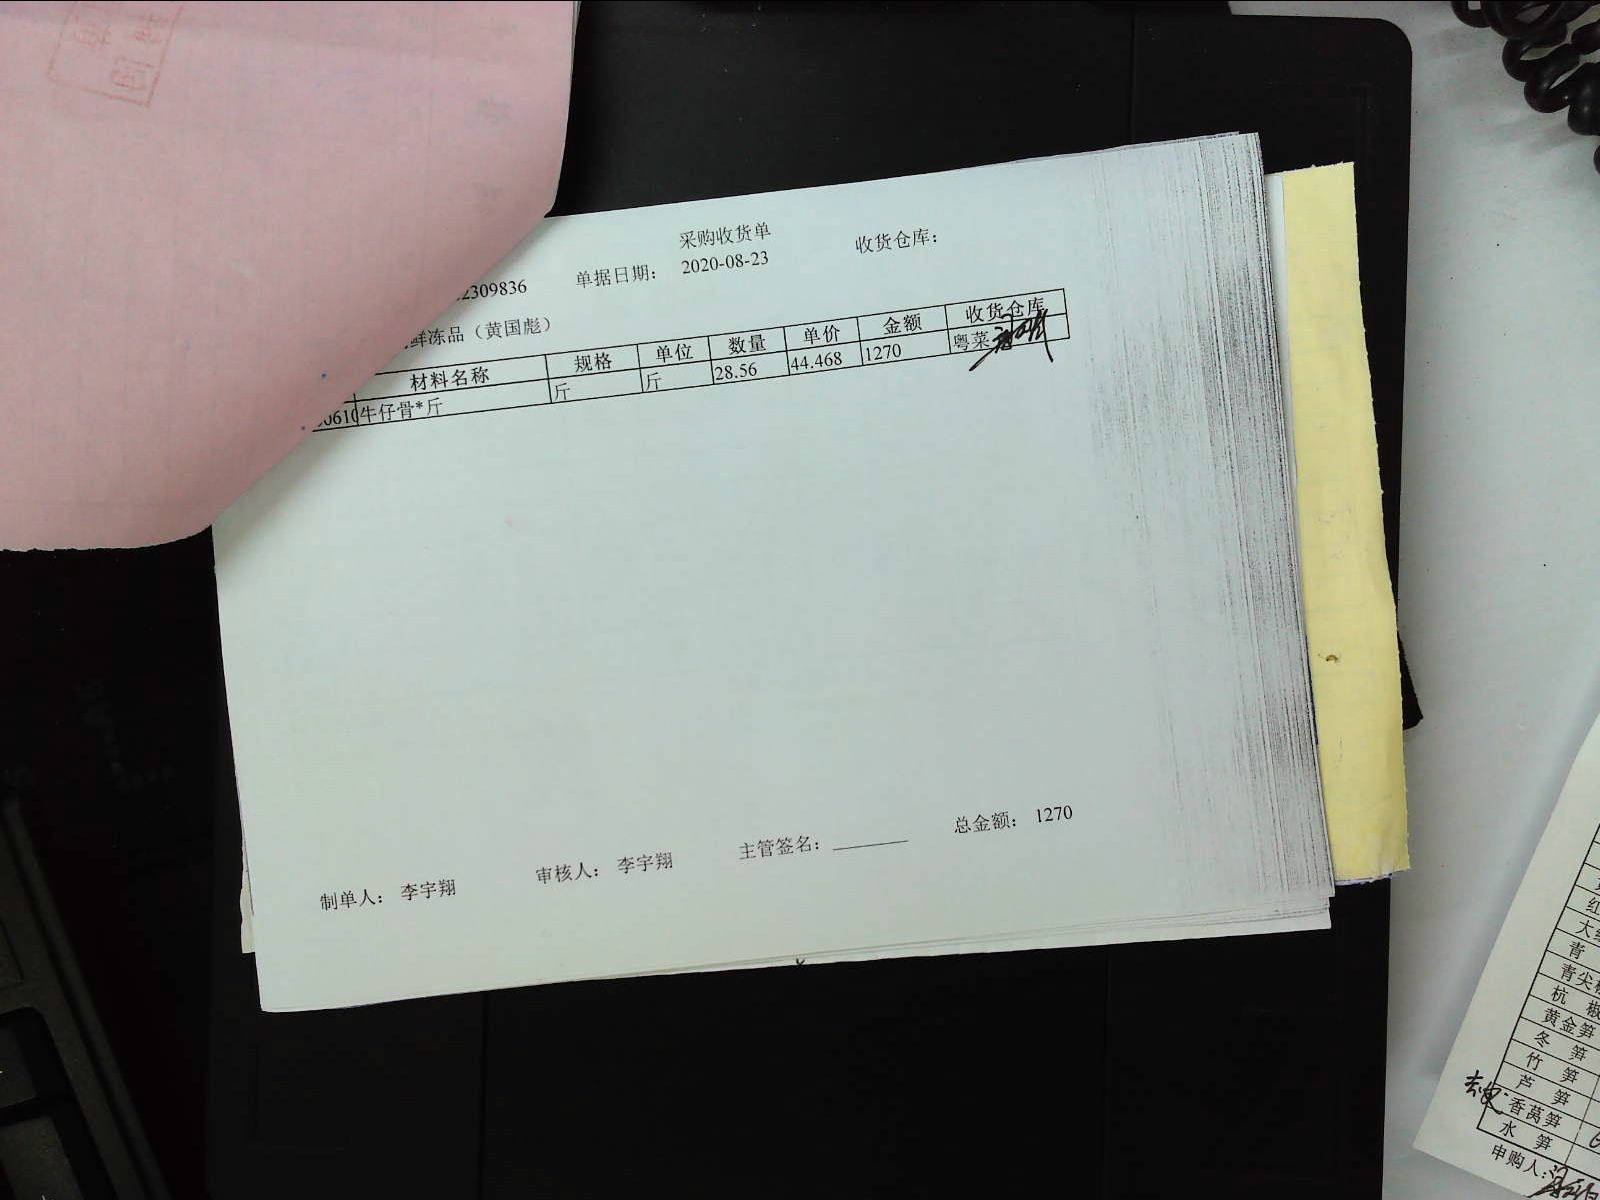 采购收货单
2309836 单据日期： 2020-08-23 收货仓库：
鲜冻品（黄国彪）
材料名称 规格 单位 数量 单价 金额 收货仓库
0610 牛仔骨*斤 斤 斤 28.56 44.468 1270 粤菜
制单人： 李宇翔 审核人： 李宇翔 主管签名： 总金额： 1270
青
青尖椒
杭 椒
黄金笋
冬 笋
竹 笋
芦 笋
香莴笋
水 笋
申购人：